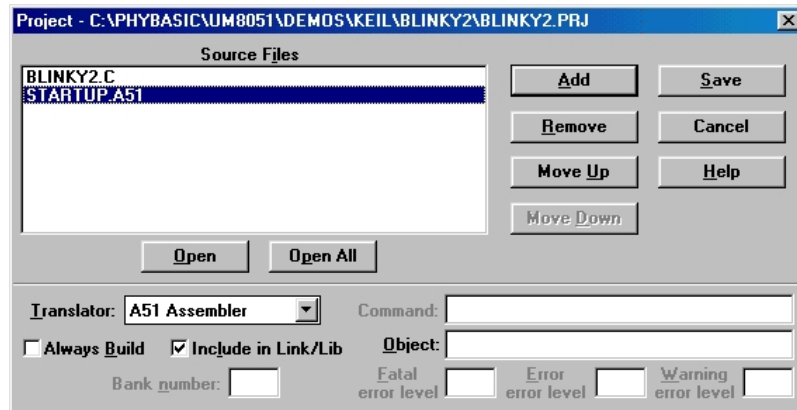 Project - C:\PHYBASIC\UM8051\DEMOS\KEIL\BLINKY2\BLINKY2.PRJ
Source Files
BLINKY2.C
STARTUP.A51
Add
Save
Remove
Cancel
Move Up
Help
Move Down
Open
Open All
Translator: A51 Assembler
Command:
Always Build
Include in Link/Lib
Object:
Bank number:
Fatal error level
Error error level
Warning error level